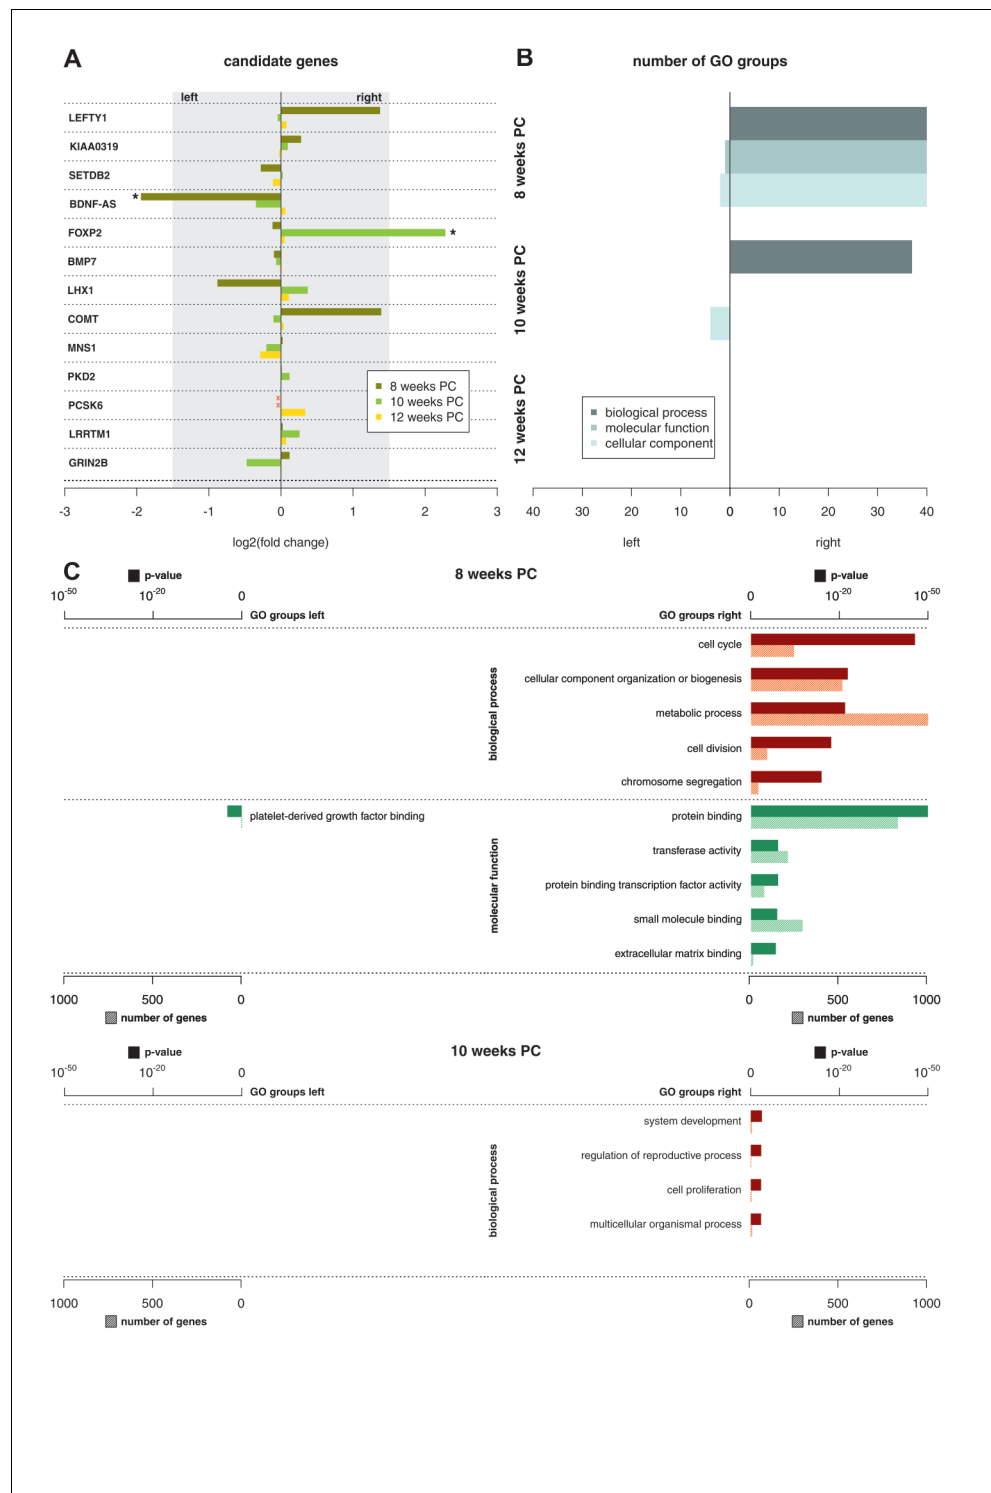 A
candidate genes
left
right
LEFTY1
KIAA0319
SETDB2
BDNF-AS
*
FOXP2
*
BMP7
LHX1
COMT
MNS1
PKD2
PCSK6
x
x
LRRTM1
GRIN2B
8 weeks PC
10 weeks PC
12 weeks PC
-3 -2 -1 0 1 2 3
log2(fold change)
B
number of GO groups
8 weeks PC
10 weeks PC
12 weeks PC
biological process
molecular function
cellular component
40 30 20 10 0 10 20 30 40
left
right
C
8 weeks PC
p-value
10^-50 10^-20 0
GO groups left
p-value
0 10^-20 10^-50
GO groups right
biological process
cell cycle
cellular component organization or biogenesis
metabolic process
cell division
chromosome segregation
molecular function
platelet-derived growth factor binding
protein binding
transferase activity
protein binding transcription factor activity
small molecule binding
extracellular matrix binding
1000 500 0
number of genes
0 500 1000
number of genes
10 weeks PC
p-value
10^-50 10^-20 0
GO groups left
p-value
0 10^-20 10^-50
GO groups right
biological process
system development
regulation of reproductive process
cell proliferation
multicellular organismal process
1000 500 0
number of genes
0 500 1000
number of genes